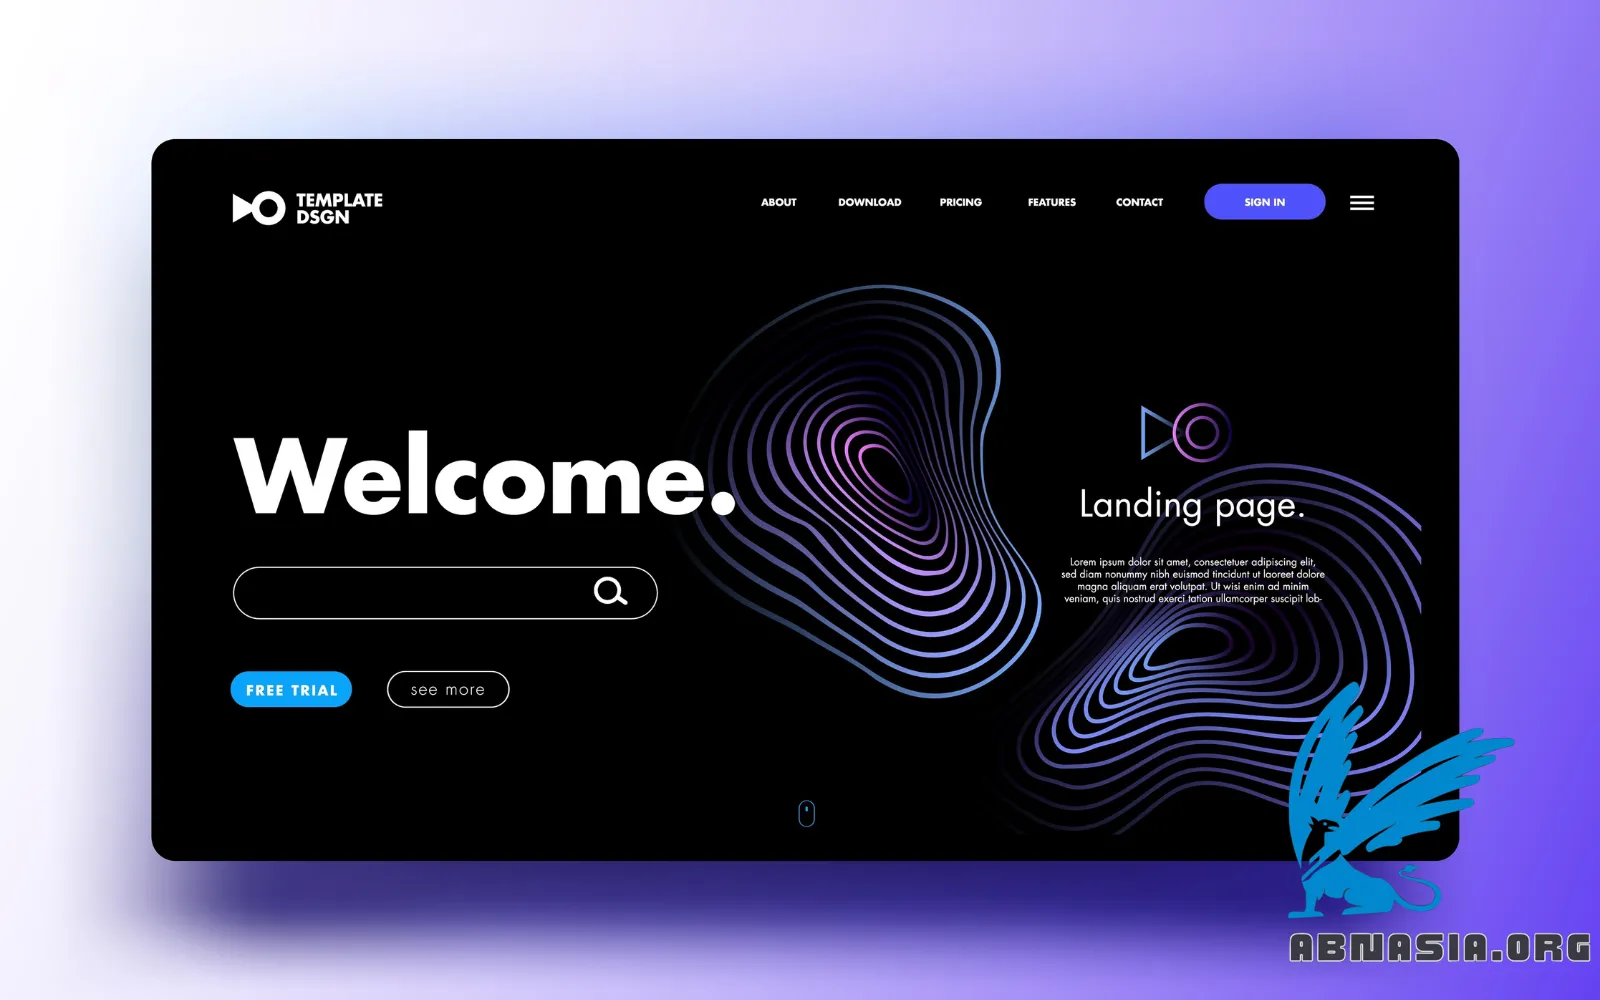 TEMPLATE
DSGN
ABOUT
DOWNLOAD
PRICING
FEATURES
CONTACT
SIGN IN
Welcome.
FREE TRIAL
see more
Landing page.
Lorem ipsum dolor sit amet, consectetuer adipiscing elit,
sed diam nonummy nibh euismod tincidunt ut laoreet dolore
magna aliquam erat volutpat. Ut wisi enim ad minim
veniam, quis nostrud exerci tation ullamcorper suscipit lob-
ABNASIA.ORG